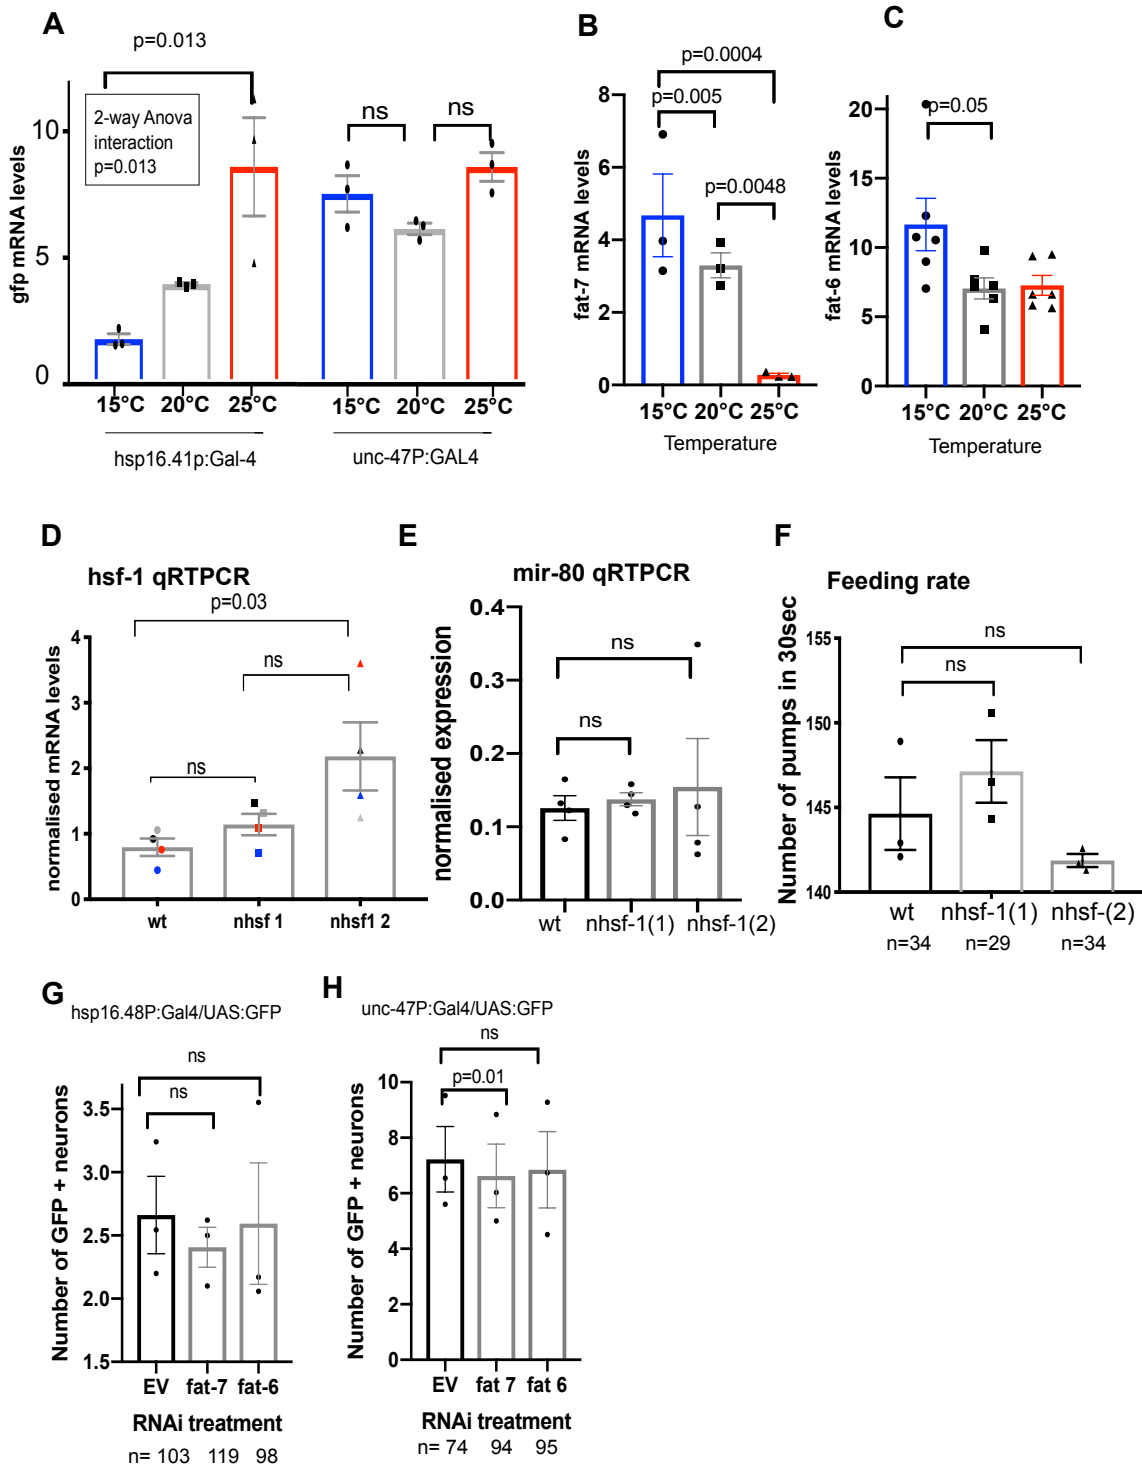 A
p=0.013
2-way Anova
interaction
p=0.013
ns
ns
gfp mRNA levels
10
5
0
15°C 20°C 25°C 15°C 20°C 25°C
hsp16.41p:Gal-4
unc-47P:GAL4
B
p=0.0004
p=0.005
p=0.0048
fat-7 mRNA levels
8
6
4
2
0
15°C 20°C 25°C
Temperature
C
p=0.05
fat-6 mRNA levels
20
15
10
5
0
15°C 20°C 25°C
Temperature
D
hsf-1 qRTPCR
p=0.03
ns
ns
normalised mRNA levels
4
3
2
1
0
wt nhsf 1 nhsf1 2
E
mir-80 qRTPCR
ns
ns
normalised expression
0.4
0.3
0.2
0.1
0.0
wt nhsf-1(1) nhsf-1(2)
F
Feeding rate
ns
ns
Number of pumps in 30sec
155
150
145
140
wt nhsf-1(1) nhsf-(2)
n=34 n=29 n=34
G
hsp16.48P:Gal4/UAS:GFP
ns
ns
Number of GFP + neurons
3.5
3.0
2.5
2.0
1.5
EV fat-7 fat-6
RNAi treatment
n= 103 119 98
H
unc-47P:Gal4/UAS:GFP
ns
p=0.01
Number of GFP + neurons
10
8
6
4
2
0
EV fat 7 fat 6
RNAi treatment
n= 74 94 95